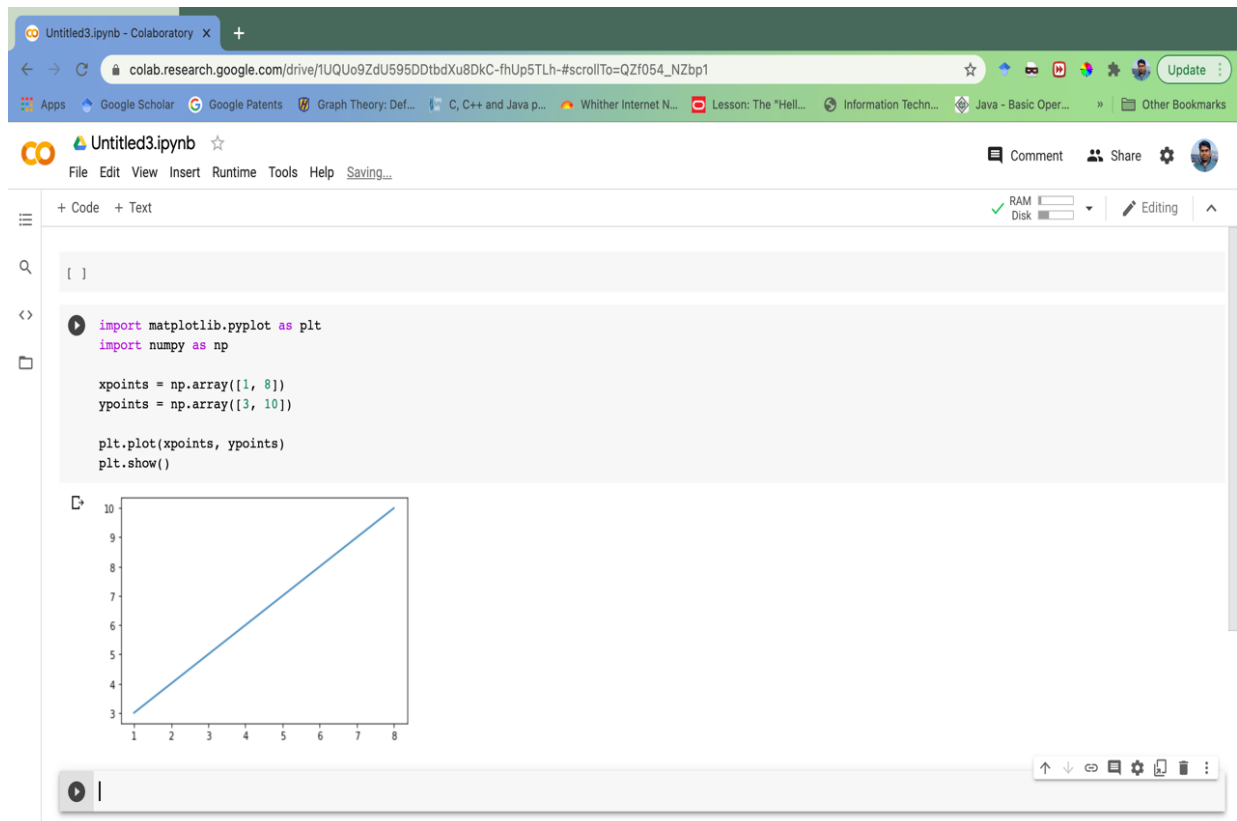 Untitled3.ipynb - Colaboratory
colab.research.google.com/drive/1UQUo9ZdU595DDtbdXu8DkC-fhUp5TLh-#scrollTo=QZf054_NZbp1
Update
Apps Google Scholar Google Patents Graph Theory: Def... C, C++ and Java p... Whither Internet N... Lesson: The "Hell... Information Techn... Java - Basic Oper... » Other Bookmarks
CO Untitled3.ipynb
Comment Share
File Edit View Insert Runtime Tools Help Saving...
+ Code + Text
RAM
Disk
Editing
[ ]
import matplotlib.pyplot as plt
import numpy as np
xpoints = np.array([1, 8])
ypoints = np.array([3, 10])
plt.plot(xpoints, ypoints)
plt.show()
10
9
8
7
6
5
4
3
1 2 3 4 5 6 7 8